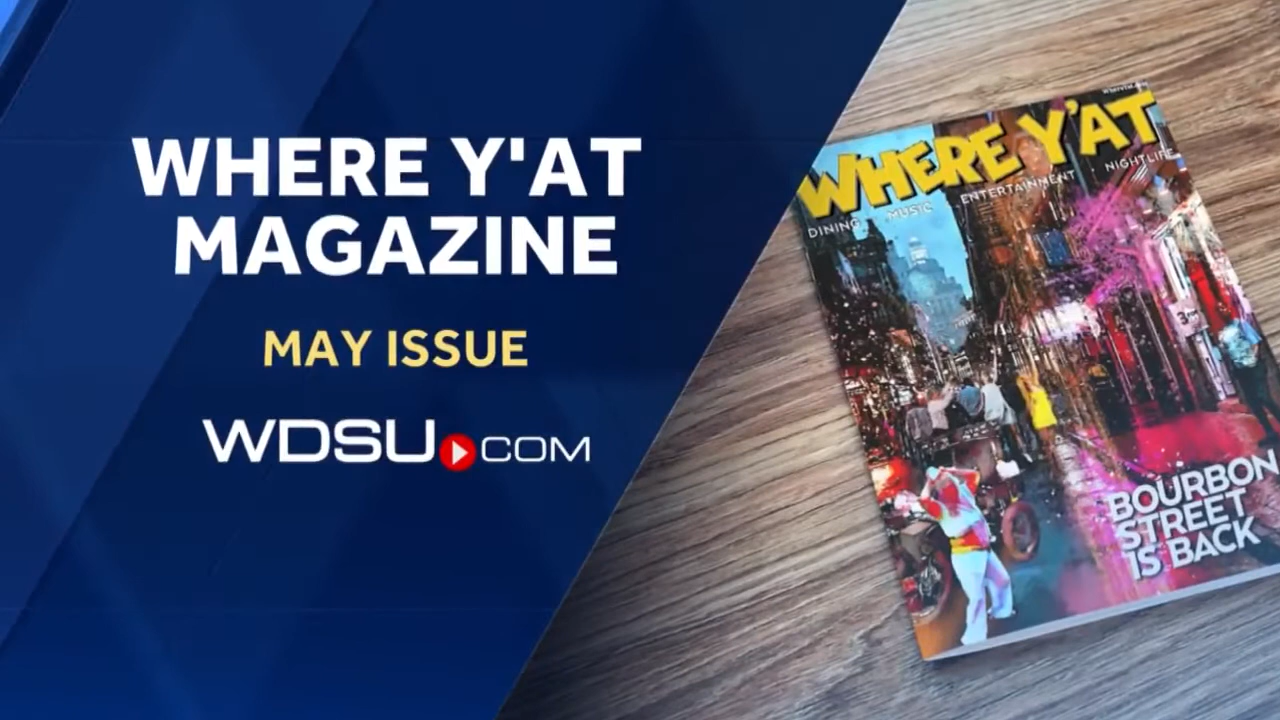 WHERE Y'AT
MAGAZINE
MAY ISSUE
WDSU.COM
WHERE Y'AT
DINING MUSIC ENTERTAINMENT NIGHTLIFE
BOURBON
STREET
IS BACK